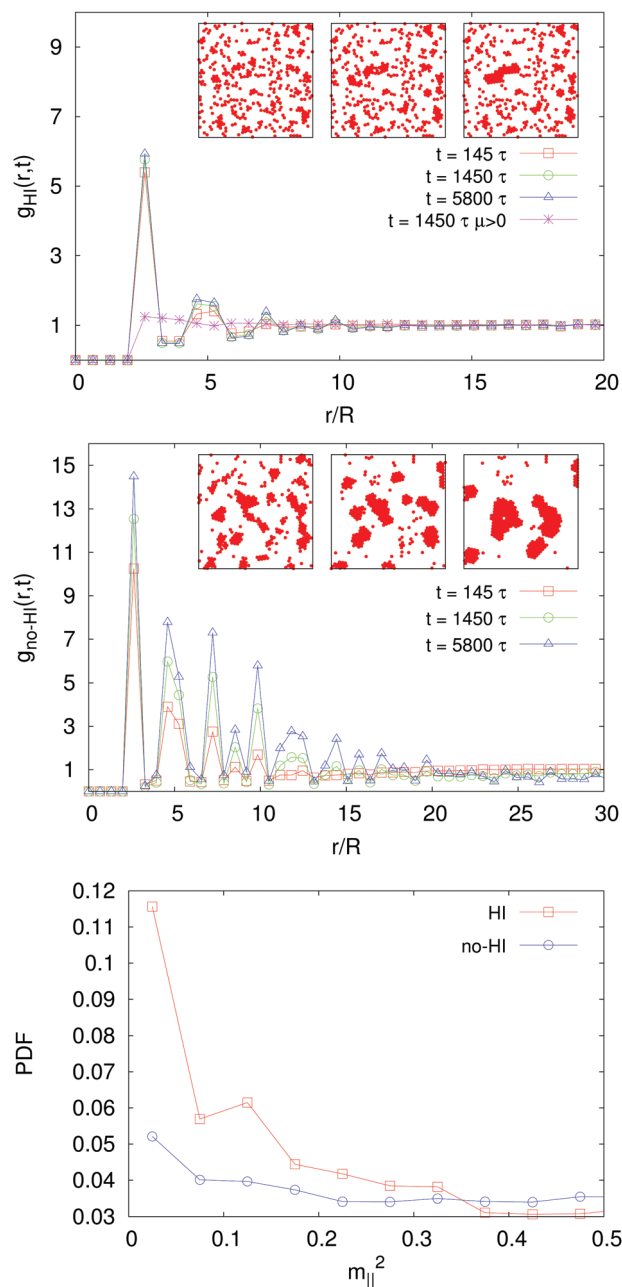 9
7
5
3
1
g_HI(r,t)
t = 145 τ
t = 1450 τ
t = 5800 τ
t = 1450 τ μ>0
0 5 10 15 20
r/R
15
13
11
9
7
5
3
1
g_no-HI(r,t)
t = 145 τ
t = 1450 τ
t = 5800 τ
0 5 10 15 20 25 30
r/R
0.12
0.11
0.1
0.09
0.08
0.07
0.06
0.05
0.04
0.03
PDF
HI
no-HI
0 0.1 0.2 0.3 0.4 0.5
m_||^2